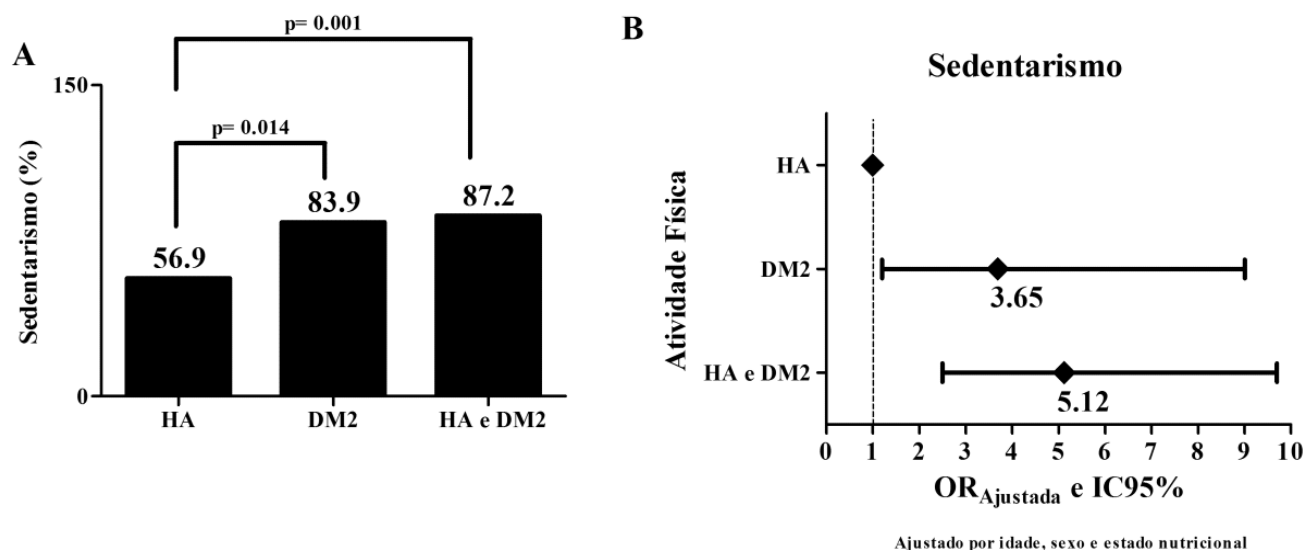 A
p= 0.001
p= 0.014
150
0
Sedentarismo (%)
56.9
83.9
87.2
HA
DM2
HA e DM2
B
Sedentarismo
Atividade Física
HA
DM2
HA e DM2
3.65
5.12
0 1 2 3 4 5 6 7 8 9 10
OR Ajustada e IC95%
Ajustado por idade, sexo e estado nutricional